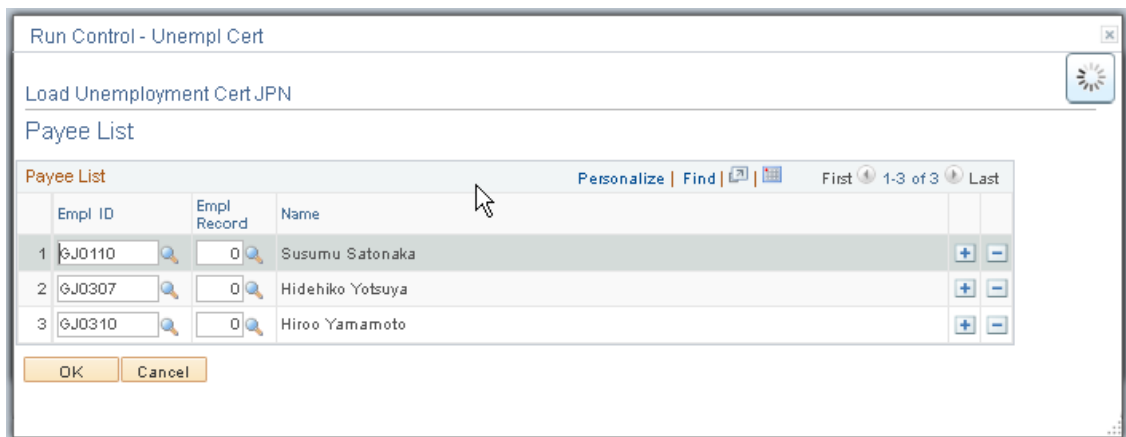 Run Control - Unempl Cert
Load Unemployment Cert JPN
Payee List
Payee List Personalize | Find | | First 1-3 of 3 Last
Empl ID Empl Record Name
1 GJ0110 0 Susumu Satonaka
2 GJ0307 0 Hidehiko Yotsuya
3 GJ0310 0 Hiroo Yamamoto
OK Cancel